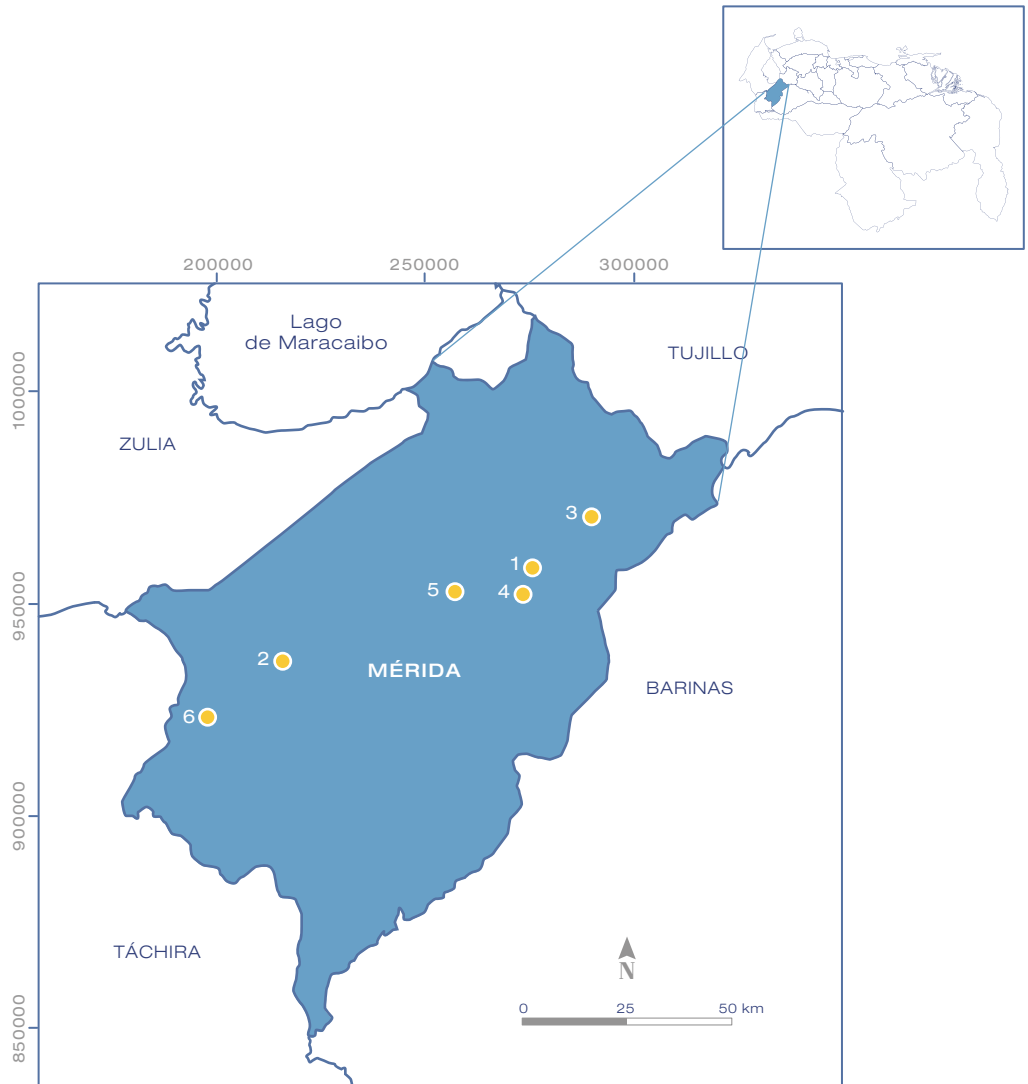 200000
250000
300000
Lago
de Maracaibo
TUJILLO
1000000
ZULIA
3
1
5
4
950000
2
MÉRIDA
BARINAS
6
900000
TÁCHIRA
N
0
25
50 km
850000